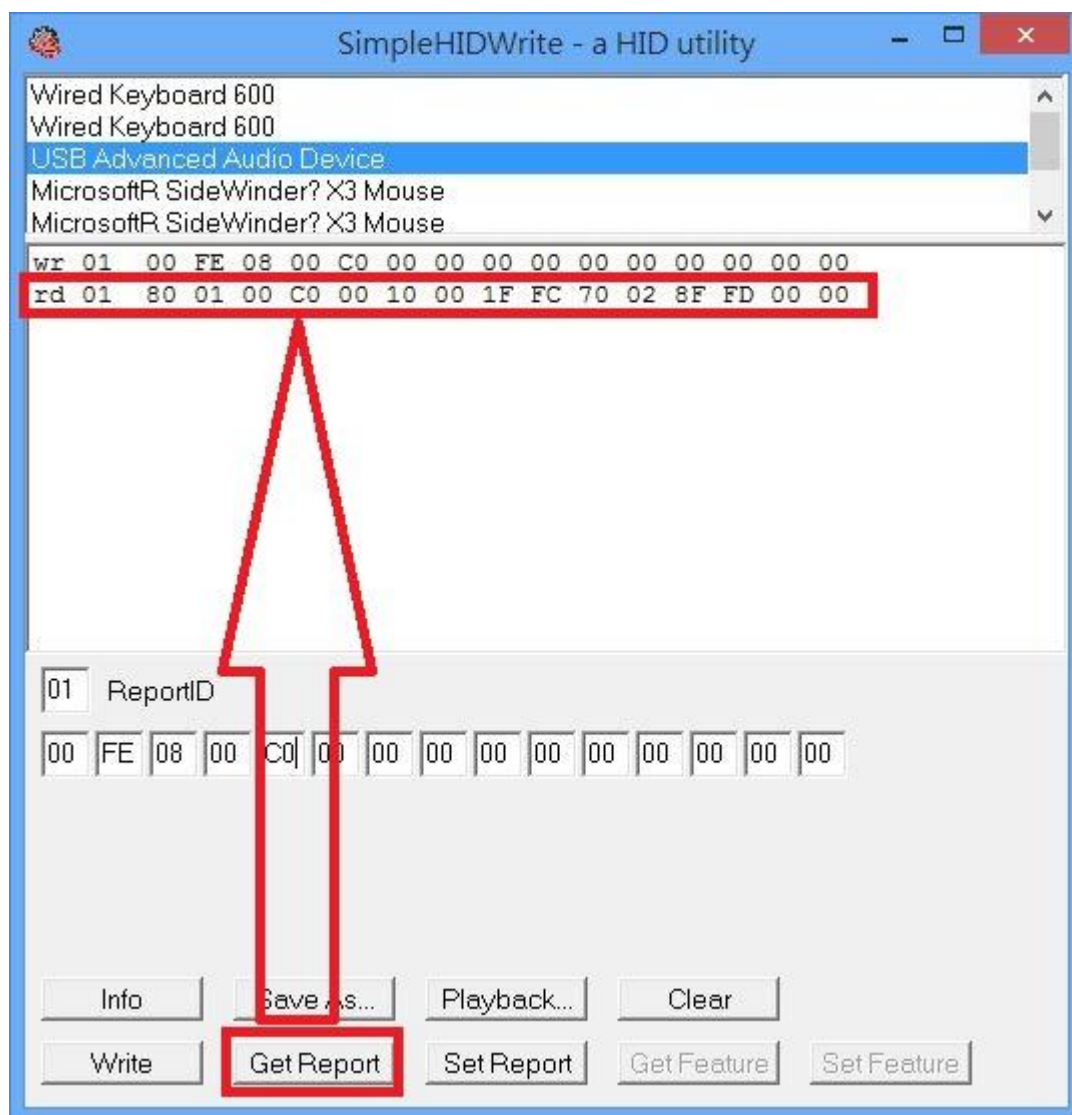 SimpleHIDWrite - a HID utility
Wired Keyboard 600
Wired Keyboard 600
USB Advanced Audio Device
MicrosoftR SideWinder? X3 Mouse
MicrosoftR SideWinder? X3 Mouse
wr 01 00 FE 08 00 C0 00 00 00 00 00 00 00 00 00 00
rd 01 80 01 00 C0 00 10 00 1F FC 70 02 8F FD 00 00
01 ReportID
00 FE 08 00 C0 00 00 00 00 00 00 00 00 00 00
Info Save As... Playback... Clear
Write Get Report Set Report Get Feature Set Feature